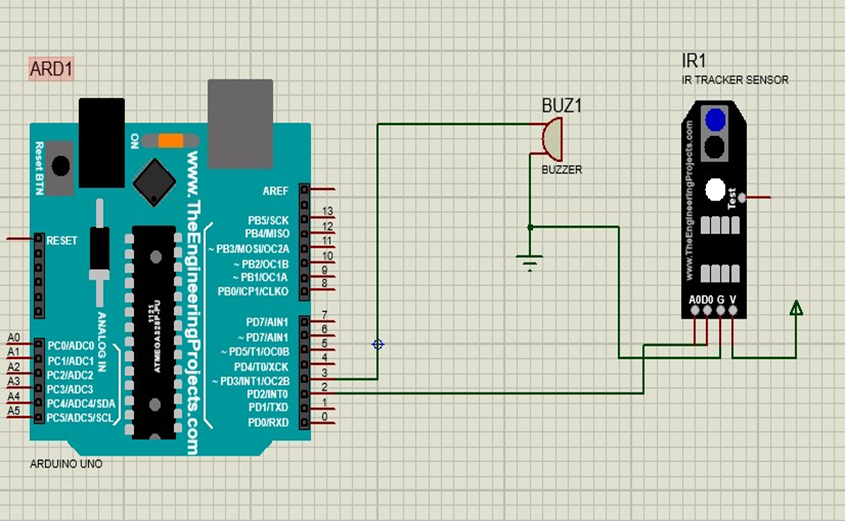 ARD1
Reset BTN
ON
www.TheEngineeringProjects.com
AREF
PB5/SCK 13
PB4/MISO 12
~ PB3/MOSI/OC2A 11
~ PB2/OC1B 10
~ PB1/OC1A 9
PB0/ICP1/CLKO 8
PD7/AIN1 7
~ PD7/AIN1 6
~ PD5/T1/OC0B 5
PD4/T0/XCK 4
~ PD3/INT1/OC2B 3
PD2/INT0 2
PD1/TXD 1
PD0/RXD 0
RESET
ANALOG IN
A0 PC0/ADC0
A1 PC1/ADC1
A2 PC2/ADC2
A3 PC3/ADC3
A4 PC4/ADC4/SDA
A5 PC5/ADC5/SCL
1121
ATMEGA328P-PU
ARDUINO UNO
BUZ1
BUZZER
IR1
IR TRACKER SENSOR
www.TheEngineeringProjects.com
Test
A0 D0 G V